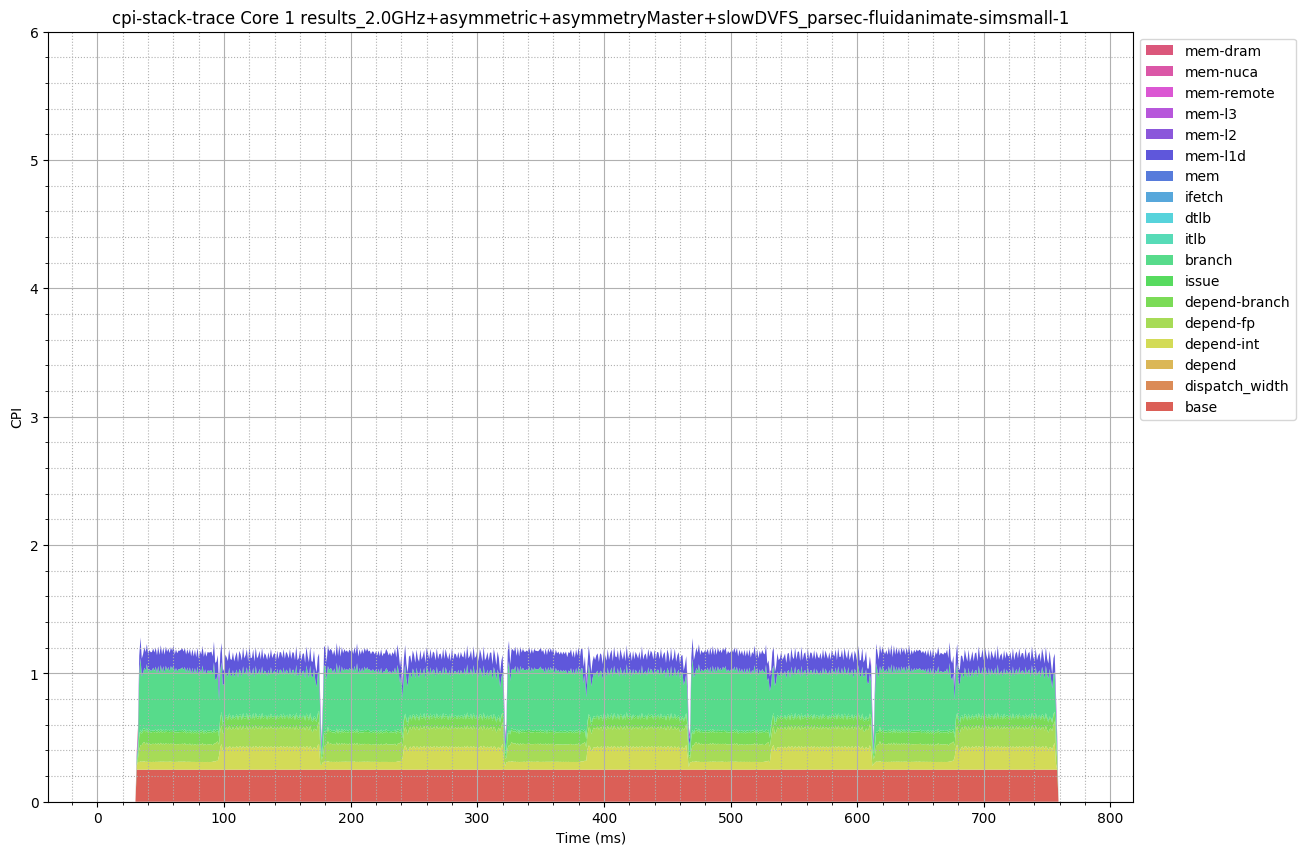 cpi-stack-trace Core 1 results_2.0GHz+asymmetric+asymmetryMaster+slowDVFS_parsec-fluidanimate-simsmall-1
6
5
4
3
2
1
0
CPI
0 100 200 300 400 500 600 700 800
Time (ms)
mem-dram
mem-nuca
mem-remote
mem-l3
mem-l2
mem-l1d
mem
ifetch
dtlb
itlb
branch
issue
depend-branch
depend-fp
depend-int
depend
dispatch_width
base